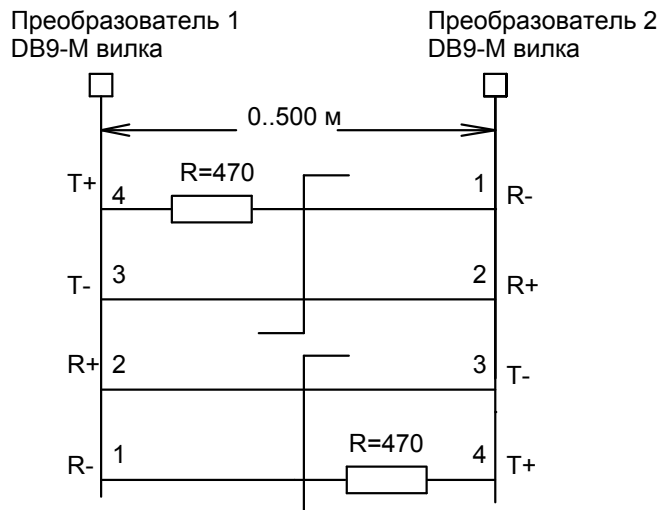 Преобразователь 1
DB9-M вилка
Преобразователь 2
DB9-M вилка
0..500 м
T+
4
R=470
1
R-
T-
3
2
R+
R+
2
3
T-
R-
1
R=470
4
T+